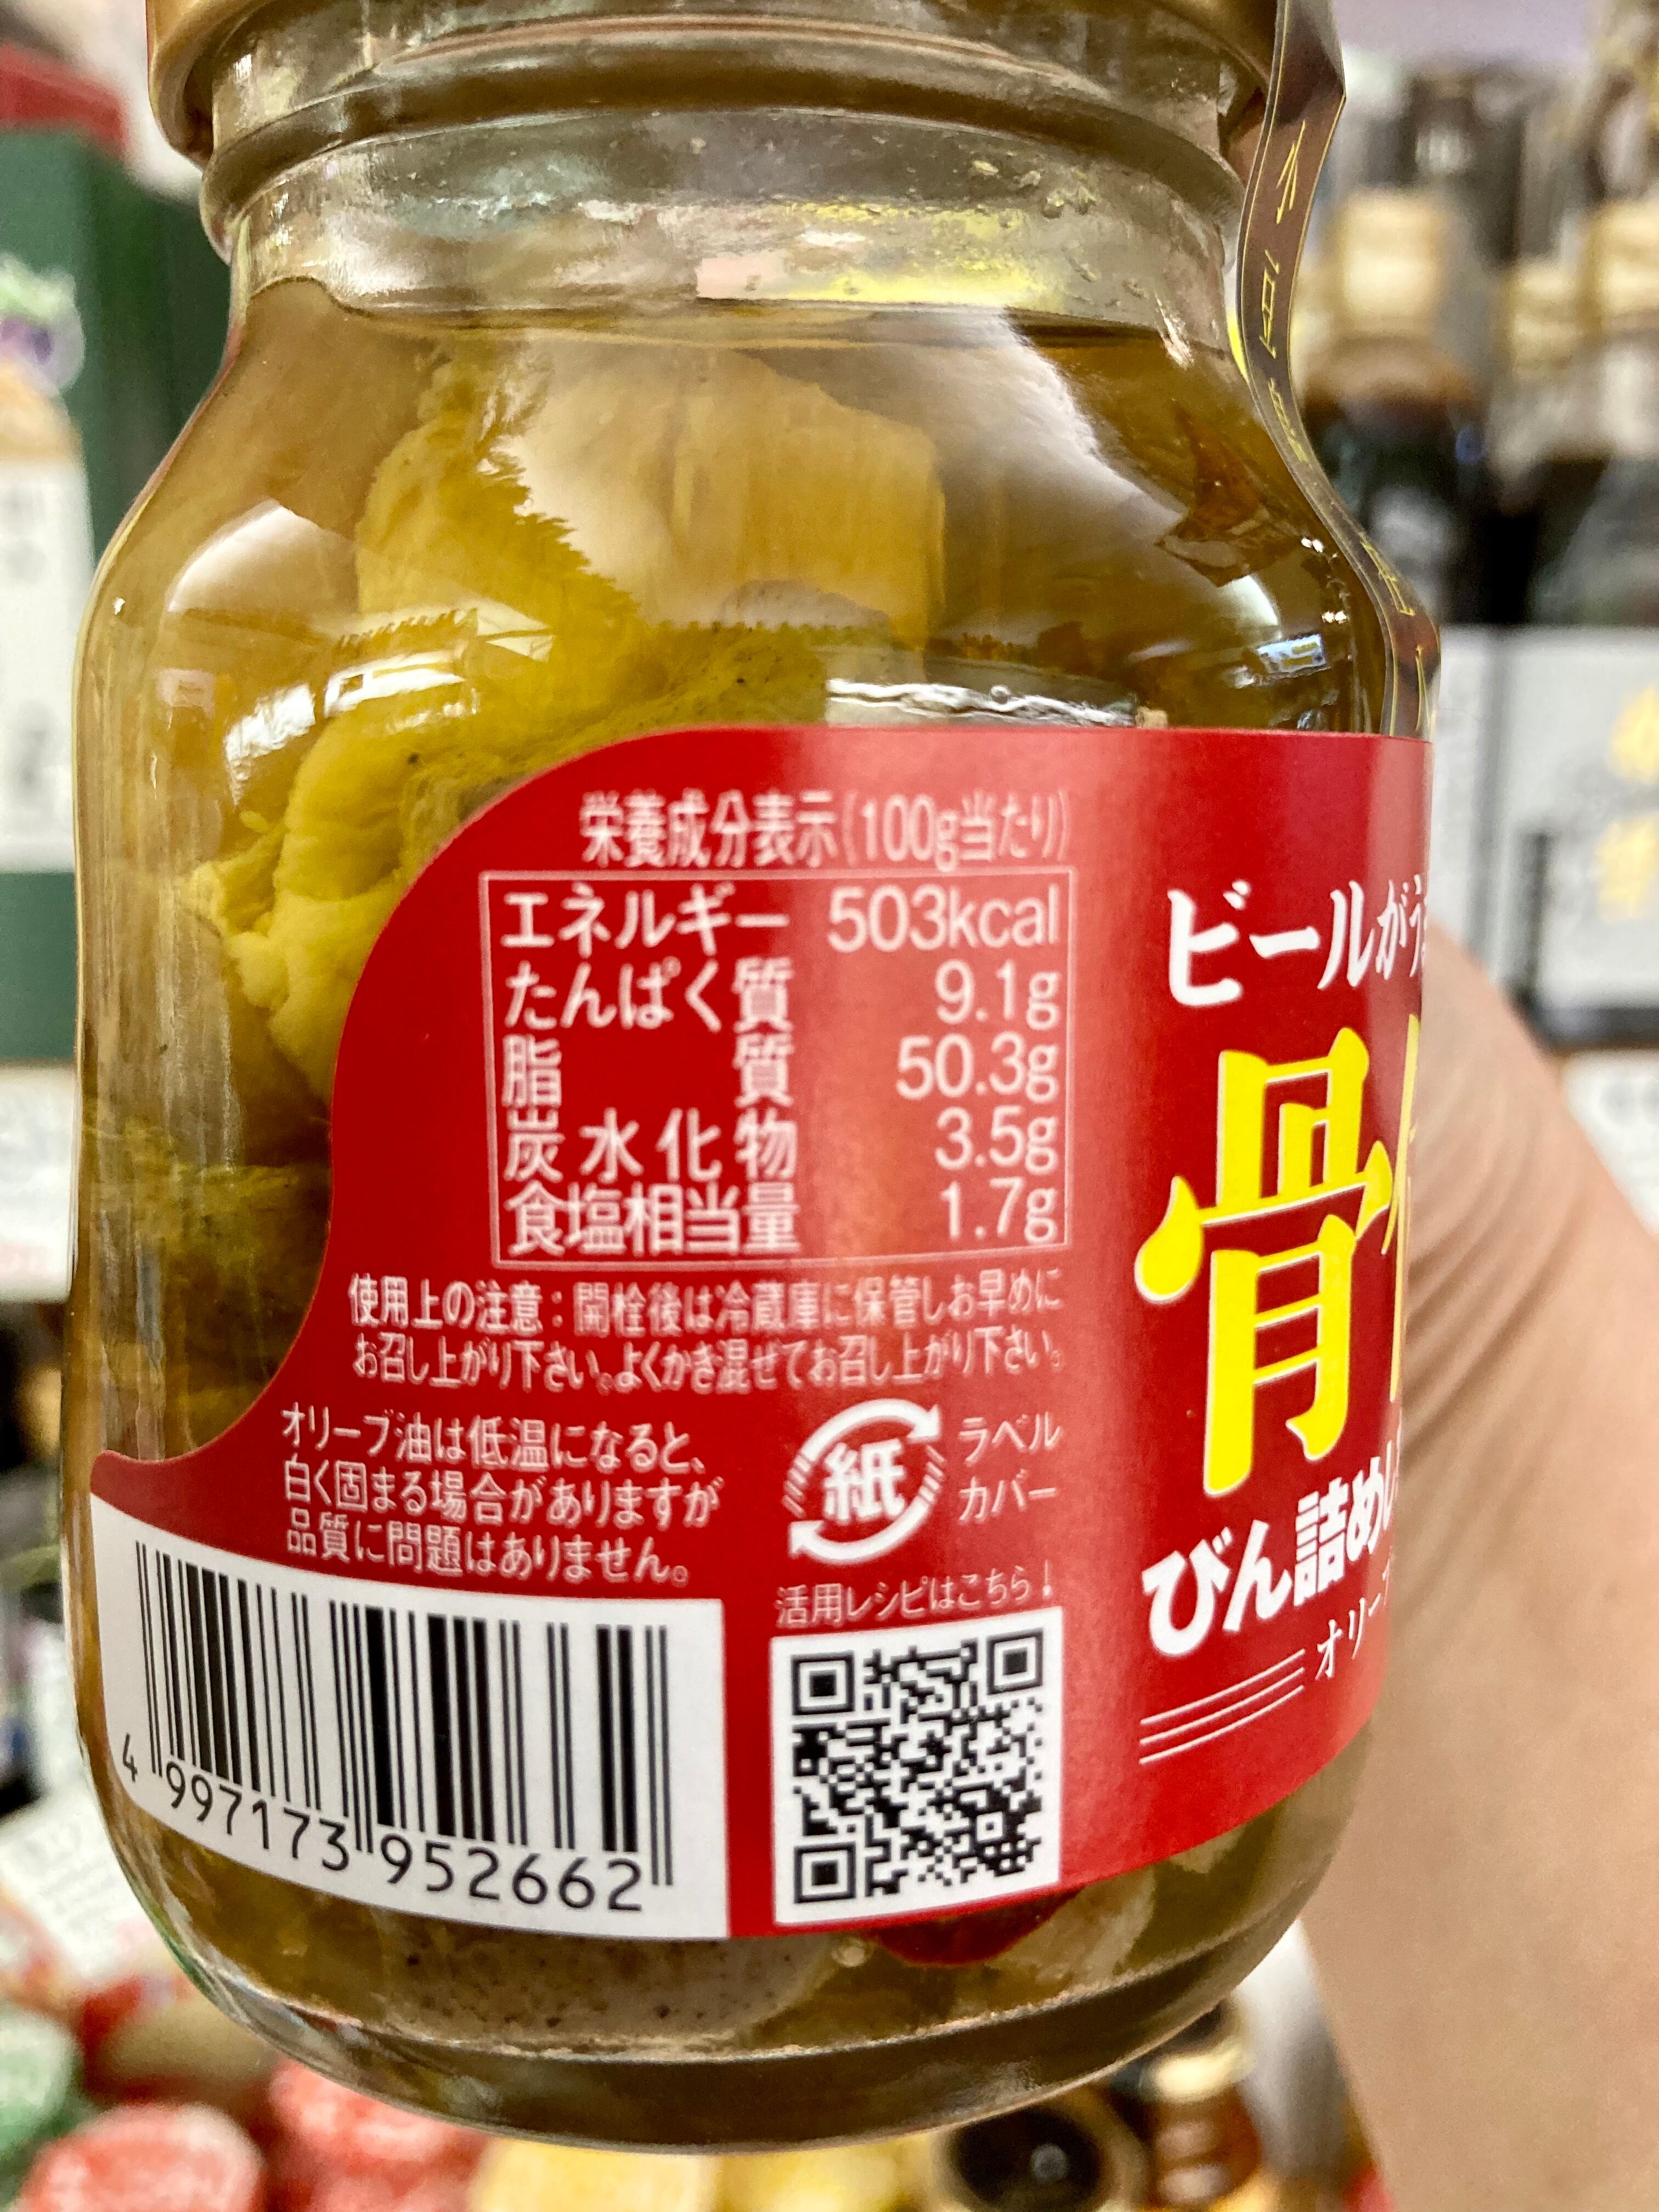 栄養成分表示(100g当たり)
エネルギー 503kcal
たんぱく質 9.1g
脂質 50.3g
炭水化物 3.5g
食塩相当量 1.7g
使用上の注意:開栓後は冷蔵庫に保管しお早めに
お召し上がり下さい。よくかき混ぜてお召し上がり下さい。
オリーブ油は低温になると、
白く固まる場合がありますが
品質に問題はありません。
紙
ラベル
カバー
活用レシピはこちら!
4 997173 952662
ビールが
骨
びん詰め
オリー